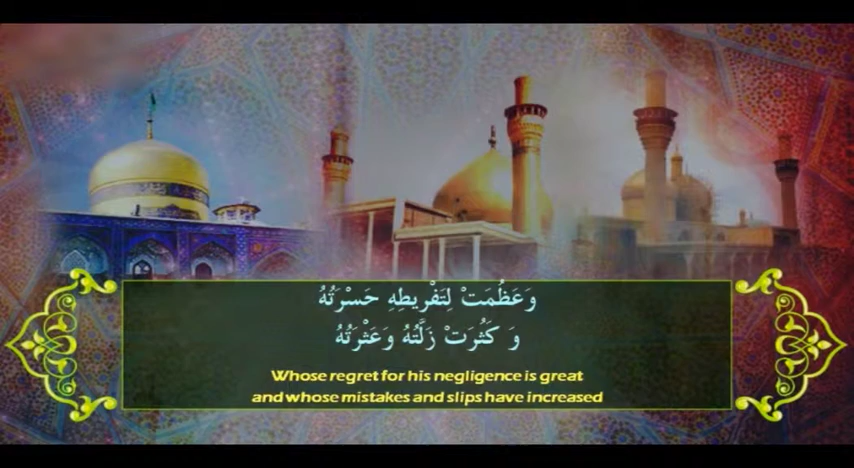 وَعَظُمَتْ لِتَفْرِيطِهِ حَسْرَتُهُ
وَ كَثُرَتْ زَلَّتُهُ وَعَثْرَتُهُ
Whose regret for his negligence is great
and whose mistakes and slips have increased